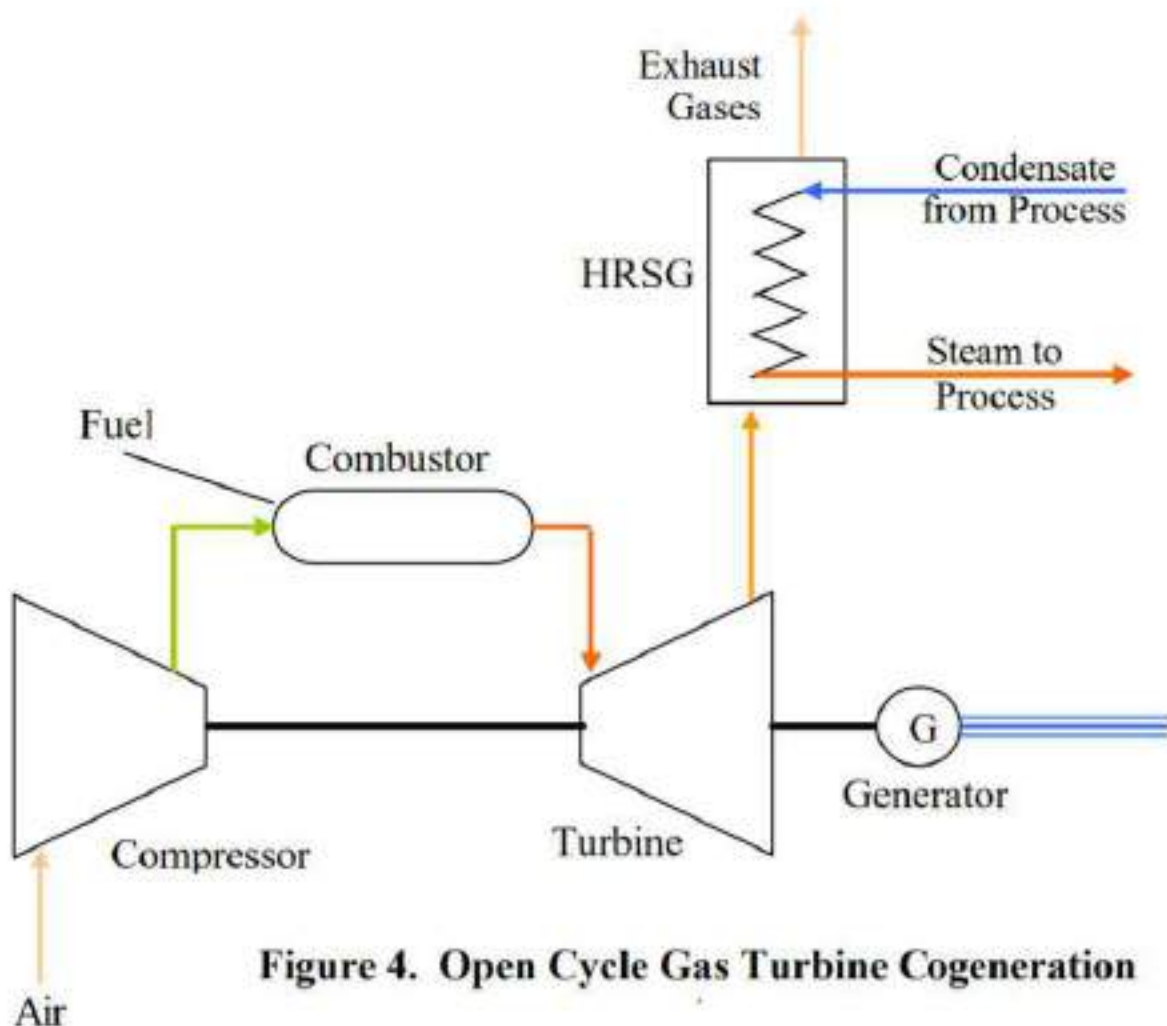 Exhaust
Gases
Condensate
from Process
HRSG
Steam to
Process
Fuel
Combustor
G
Generator
Turbine
Compressor
Figure 4. Open Cycle Gas Turbine Cogeneration
Air